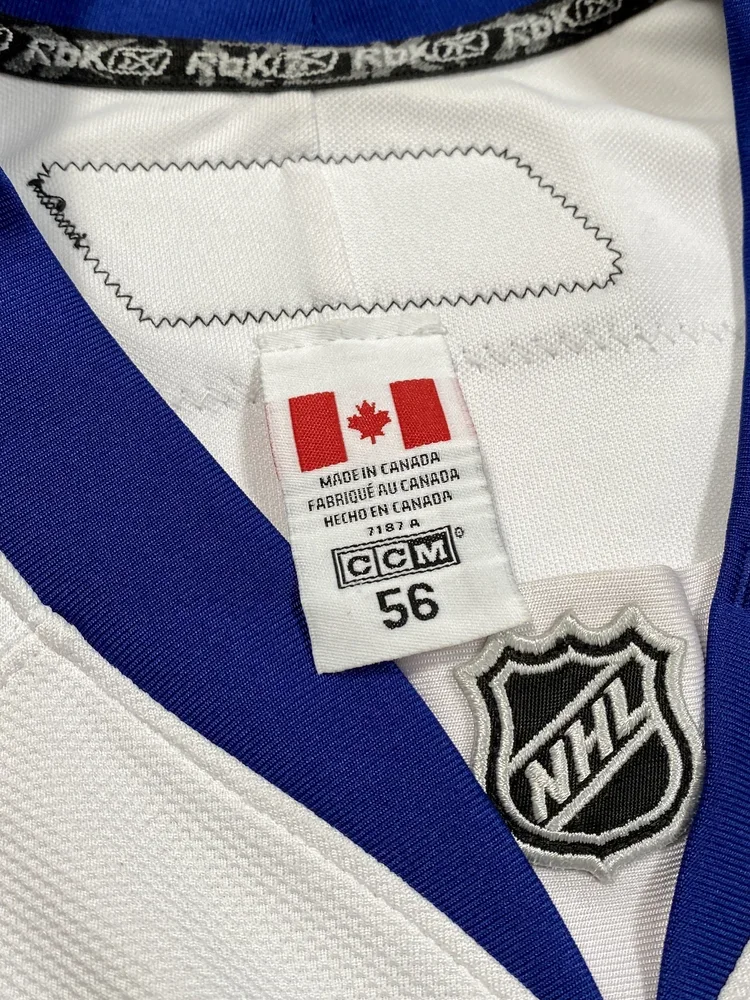 RbK RbK RbK RbK
MADE IN CANADA
FABRIQUÉ AU CANADA
HECHO EN CANADA
7187 A
CCM®
56
NHL